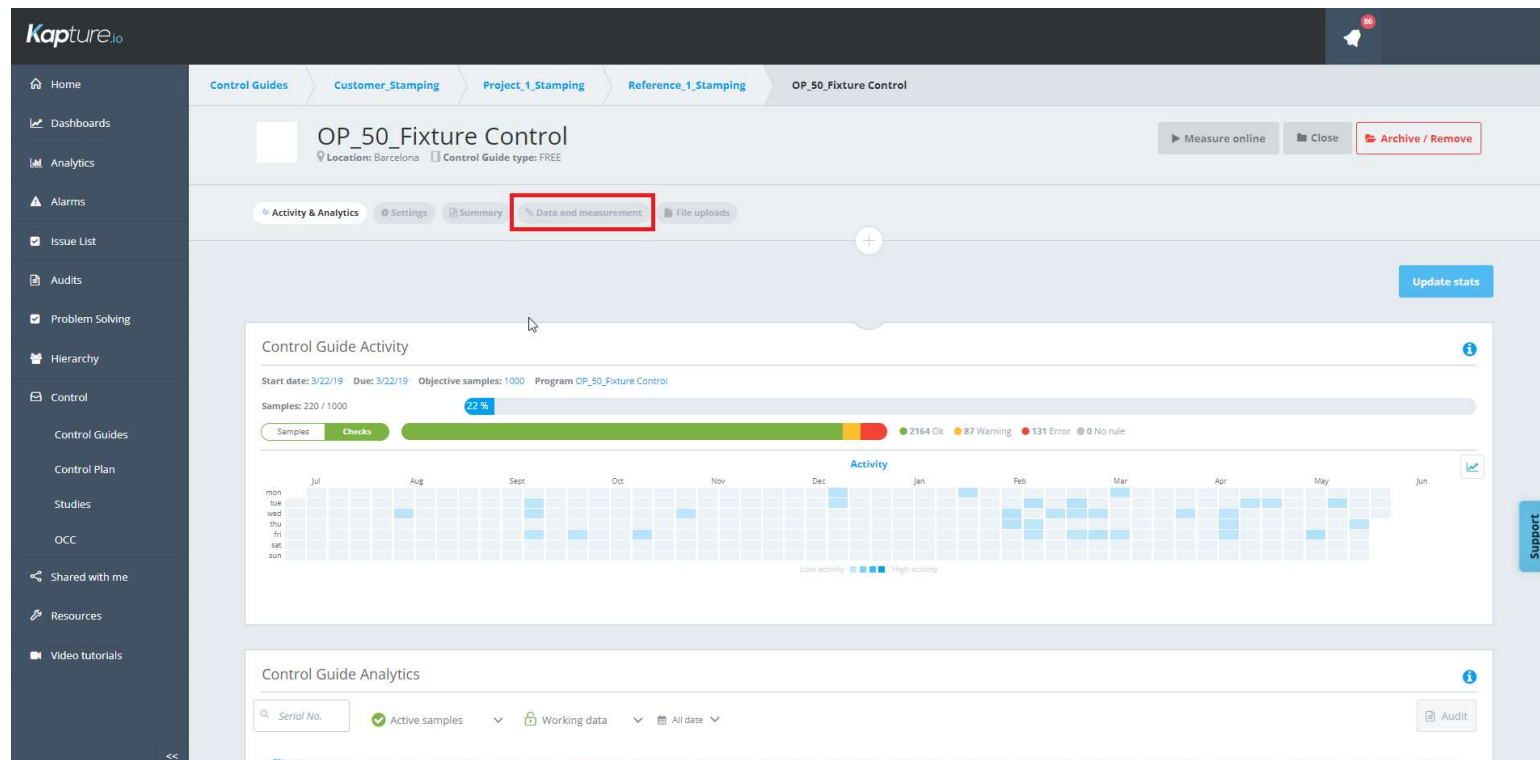 Kapture.io
86
Home
Dashboards
Analytics
Alarms
Issue List
Audits
Problem Solving
Hierarchy
Control
Control Guides
Control Plan
Studies
OCC
Shared with me
Resources
Video tutorials
<<
Control Guides Customer_Stamping Project_1_Stamping Reference_1_Stamping OP_50_Fixture Control
OP_50_Fixture Control
Location: Barcelona Control Guide type: FREE
Measure online Close Archive / Remove
Activity & Analytics Settings Summary Data and measurement File uploads
+
Update stats
Control Guide Activity
Start date: 3/22/19 Due: 3/22/19 Objective samples: 1000 Program OP_50_Fixture Control
Samples: 220 / 1000 22 %
Samples Checks 2164 Ok 87 Warning 131 Error 0 No rule
Activity
Jul Aug Sept Oct Nov Dec Jan Feb Mar Apr May Jun
mon
tue
wed
thu
fri
sat
sun
Low activity High activity
Support
Control Guide Analytics
Serial No. Active samples Working data All date Audit